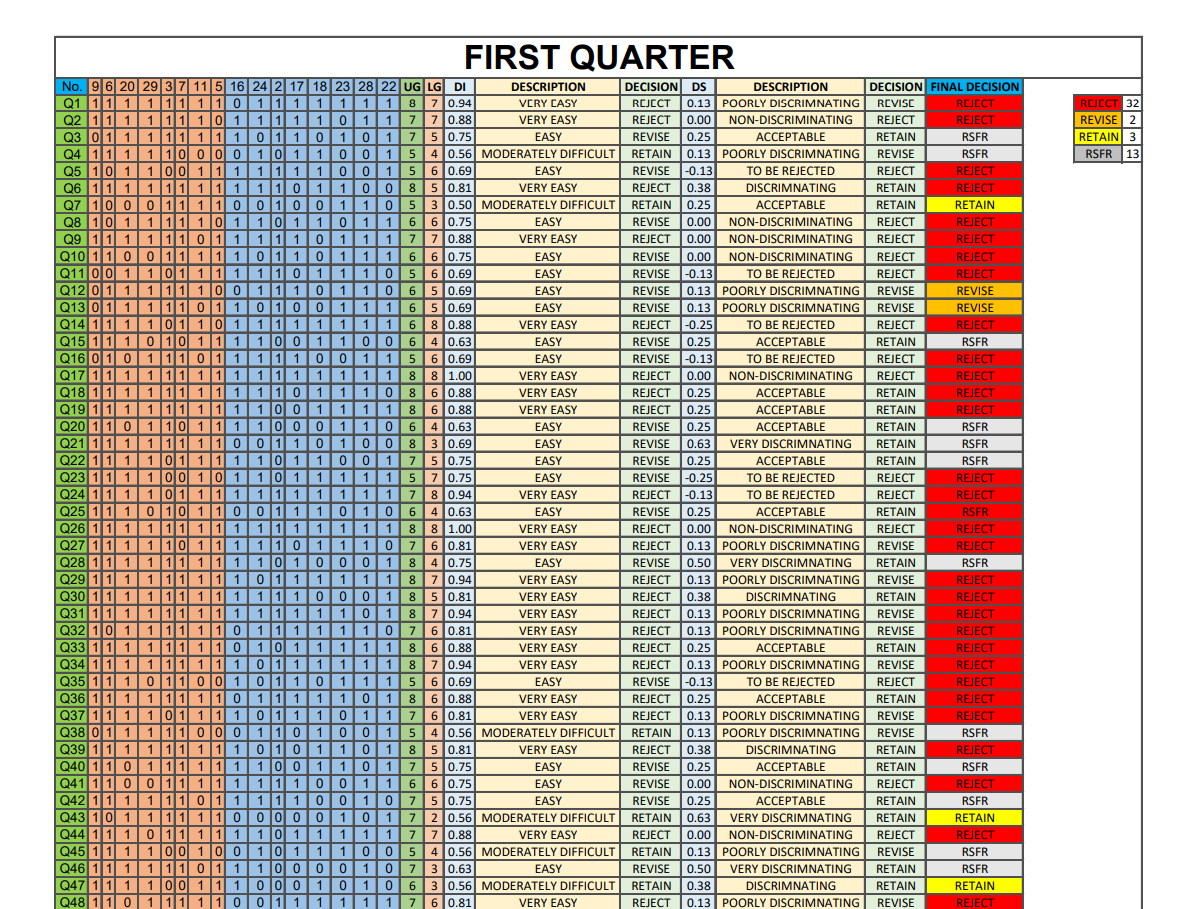 FIRST QUARTER
No. 9 6 20 29 3 7 11 5 16 24 2 17 18 23 28 22 UG LG DI DESCRIPTION DECISION DS DESCRIPTION DECISION FINAL DECISION
Q1 1 1 1 1 1 1 1 1 0 1 1 1 1 1 1 1 8 7 0.94 VERY EASY REJECT 0.13 POORLY DISCRIMNATING REVISE REJECT
Q2 1 1 1 1 1 1 1 0 1 1 1 1 1 1 0 1 7 7 0.88 VERY EASY REJECT 0.00 NON-DISCRIMINATING REJECT REJECT
Q3 0 1 1 1 1 1 1 1 1 0 1 1 0 1 0 1 7 5 0.75 EASY REVISE 0.25 ACCEPTABLE RETAIN RSFR
Q4 1 1 1 1 1 0 0 0 0 1 0 1 1 0 0 1 5 4 0.56 MODERATELY DIFFICULT RETAIN 0.13 POORLY DISCRIMNATING REVISE RSFR
Q5 1 0 1 1 0 0 1 1 1 1 1 1 1 0 1 0 5 6 0.69 EASY REVISE -0.13 TO BE REJECTED REJECT REJECT
Q6 1 1 1 1 1 1 1 1 1 1 1 1 0 0 1 0 8 5 0.81 VERY EASY REJECT 0.38 DISCRIMNATING RETAIN REJECT
Q7 1 0 0 0 1 1 1 1 1 0 0 1 0 1 0 0 5 3 0.50 MODERATELY DIFFICULT RETAIN 0.25 ACCEPTABLE RETAIN RETAIN
Q8 1 0 1 1 1 1 1 0 1 1 0 1 1 0 1 1 6 6 0.75 EASY REVISE 0.00 NON-DISCRIMINATING REJECT REJECT
Q9 1 1 1 1 1 1 0 1 1 1 1 1 0 1 1 1 7 7 0.88 VERY EASY REJECT 0.00 NON-DISCRIMINATING REJECT REJECT
Q10 1 1 0 0 1 1 1 1 1 1 0 1 1 1 1 0 6 6 0.75 EASY REVISE 0.00 NON-DISCRIMINATING REJECT REJECT
Q11 0 0 1 1 0 1 1 1 1 1 1 0 1 1 0 1 5 6 0.69 EASY REVISE -0.13 TO BE REJECTED REJECT REJECT
Q12 0 1 1 1 1 1 1 0 1 1 0 1 1 0 1 0 6 5 0.69 EASY REVISE 0.13 POORLY DISCRIMNATING REVISE REVISE
Q13 0 1 1 1 1 1 0 1 1 0 1 0 0 1 1 1 6 5 0.69 EASY REVISE 0.13 POORLY DISCRIMNATING REVISE REVISE
Q14 1 1 1 1 0 1 1 0 1 1 1 1 1 1 1 1 6 8 0.88 VERY EASY REJECT -0.25 TO BE REJECTED REJECT REJECT
Q15 1 1 1 0 1 0 1 1 1 1 0 0 1 1 0 0 6 4 0.63 EASY REVISE 0.25 ACCEPTABLE RETAIN RSFR
Q16 0 1 0 1 1 1 0 1 1 1 1 1 0 0 1 1 5 6 0.69 EASY REVISE -0.13 TO BE REJECTED REJECT REJECT
Q17 1 1 1 1 1 1 1 1 1 1 1 1 1 1 1 1 8 8 1.00 VERY EASY REJECT 0.00 NON-DISCRIMINATING REJECT REJECT
Q18 1 1 1 1 1 1 1 1 1 1 1 0 1 1 1 0 8 6 0.88 VERY EASY REJECT 0.25 ACCEPTABLE RETAIN REJECT
Q19 1 1 1 1 1 1 1 1 1 1 0 0 1 1 1 1 8 6 0.88 VERY EASY REJECT 0.25 ACCEPTABLE RETAIN REJECT
Q20 1 1 0 1 1 0 1 1 1 0 0 1 1 0 0 1 6 4 0.63 EASY REVISE 0.25 ACCEPTABLE RETAIN RSFR
Q21 1 1 1 1 1 1 1 1 0 0 0 1 1 0 0 1 8 3 0.69 EASY REVISE 0.63 VERY DISCRIMNATING RETAIN RSFR
Q22 1 1 1 1 0 1 1 1 1 1 0 1 1 0 0 1 7 5 0.75 EASY REVISE 0.25 ACCEPTABLE RETAIN RSFR
Q23 1 1 1 1 0 0 1 0 1 1 1 1 1 1 1 0 5 7 0.75 EASY REVISE -0.25 TO BE REJECTED REJECT REJECT
Q24 1 1 1 1 0 1 1 1 1 1 1 1 1 1 1 1 7 8 0.94 VERY EASY REJECT -0.13 TO BE REJECTED REJECT REJECT
Q25 1 1 1 0 1 0 1 1 0 0 1 1 1 0 0 1 6 4 0.63 EASY REVISE 0.25 ACCEPTABLE RETAIN RSFR
Q26 1 1 1 1 1 1 1 1 1 1 1 1 1 1 1 1 8 8 1.00 VERY EASY REJECT 0.00 NON-DISCRIMINATING REJECT REJECT
Q27 1 1 1 1 1 0 1 1 1 1 1 0 1 1 1 0 7 6 0.81 VERY EASY REJECT 0.13 POORLY DISCRIMNATING REVISE REJECT
Q28 1 1 1 1 1 1 1 1 1 1 0 1 0 0 0 1 8 4 0.75 EASY REVISE 0.50 VERY DISCRIMNATING RETAIN RSFR
Q29 1 1 1 1 1 1 1 1 1 0 1 1 1 1 1 1 8 7 0.94 VERY EASY REJECT 0.13 POORLY DISCRIMNATING REVISE REJECT
Q30 1 1 1 1 1 1 1 1 1 1 1 1 0 0 0 1 8 5 0.81 VERY EASY REJECT 0.38 DISCRIMNATING RETAIN REJECT
Q31 1 1 1 1 1 1 1 1 0 1 1 1 1 1 1 1 8 7 0.94 VERY EASY REJECT 0.13 POORLY DISCRIMNATING REVISE REJECT
Q32 1 0 1 1 1 1 1 1 0 1 1 1 1 1 1 0 7 6 0.81 VERY EASY REJECT 0.13 POORLY DISCRIMNATING REVISE REJECT
Q33 1 1 1 1 1 1 1 1 0 1 1 1 1 1 1 0 8 6 0.88 VERY EASY REJECT 0.25 ACCEPTABLE RETAIN REJECT
Q34 1 1 1 1 1 1 1 1 1 0 1 1 1 1 1 1 8 7 0.94 VERY EASY REJECT 0.13 POORLY DISCRIMNATING REVISE REJECT
Q35 1 1 1 0 1 1 0 0 1 0 1 1 1 1 1 0 5 6 0.69 EASY REVISE -0.13 TO BE REJECTED REJECT REJECT
Q36 1 1 1 1 1 1 1 1 0 1 1 1 1 1 0 1 8 6 0.88 VERY EASY REJECT 0.25 ACCEPTABLE RETAIN REJECT
Q37 1 1 1 1 0 1 1 1 1 0 1 1 1 0 1 1 7 6 0.81 VERY EASY REJECT 0.13 POORLY DISCRIMNATING REVISE REJECT
Q38 0 1 1 1 1 1 0 0 1 1 0 1 1 0 0 0 5 4 0.56 MODERATELY DIFFICULT RETAIN 0.13 POORLY DISCRIMNATING REVISE RSFR
Q39 1 1 1 1 1 1 1 1 1 0 1 0 1 1 0 1 8 5 0.81 VERY EASY REJECT 0.38 DISCRIMNATING RETAIN REJECT
Q40 1 1 0 1 1 1 1 1 1 1 0 0 1 1 1 0 7 5 0.75 EASY REVISE 0.25 ACCEPTABLE RETAIN RSFR
Q41 1 1 0 0 1 1 1 1 1 1 1 1 1 0 0 1 6 6 0.75 EASY REVISE 0.00 NON-DISCRIMINATING REJECT REJECT
Q42 1 1 1 1 1 1 0 1 1 1 1 1 0 0 1 0 7 5 0.75 EASY REVISE 0.25 ACCEPTABLE RETAIN RSFR
Q43 1 0 1 1 1 1 1 1 0 0 0 0 0 1 1 0 7 2 0.56 MODERATELY DIFFICULT RETAIN 0.63 VERY DISCRIMNATING RETAIN RETAIN
Q44 1 1 1 0 1 1 1 1 1 1 1 1 1 1 1 0 7 7 0.88 VERY EASY REJECT 0.00 NON-DISCRIMINATING REJECT REJECT
Q45 1 1 1 1 0 0 1 0 0 1 0 1 1 1 0 0 5 4 0.56 MODERATELY DIFFICULT RETAIN 0.13 POORLY DISCRIMNATING REVISE RSFR
Q46 1 1 1 1 1 1 0 1 1 1 0 0 0 0 0 1 7 3 0.63 EASY REVISE 0.50 VERY DISCRIMNATING RETAIN RSFR
Q47 1 1 1 1 0 0 1 1 1 0 0 0 1 1 0 0 6 3 0.56 MODERATELY DIFFICULT RETAIN 0.38 DISCRIMNATING RETAIN RETAIN
Q48 1 1 0 1 1 1 1 1 1 1 0 1 1 1 1 0 7 6 0.81 VERY EASY REJECT 0.13 POORLY DISCRIMNATING REVISE REJECT
REJECT 32
REVISE 2
RETAIN 3
RSFR 13